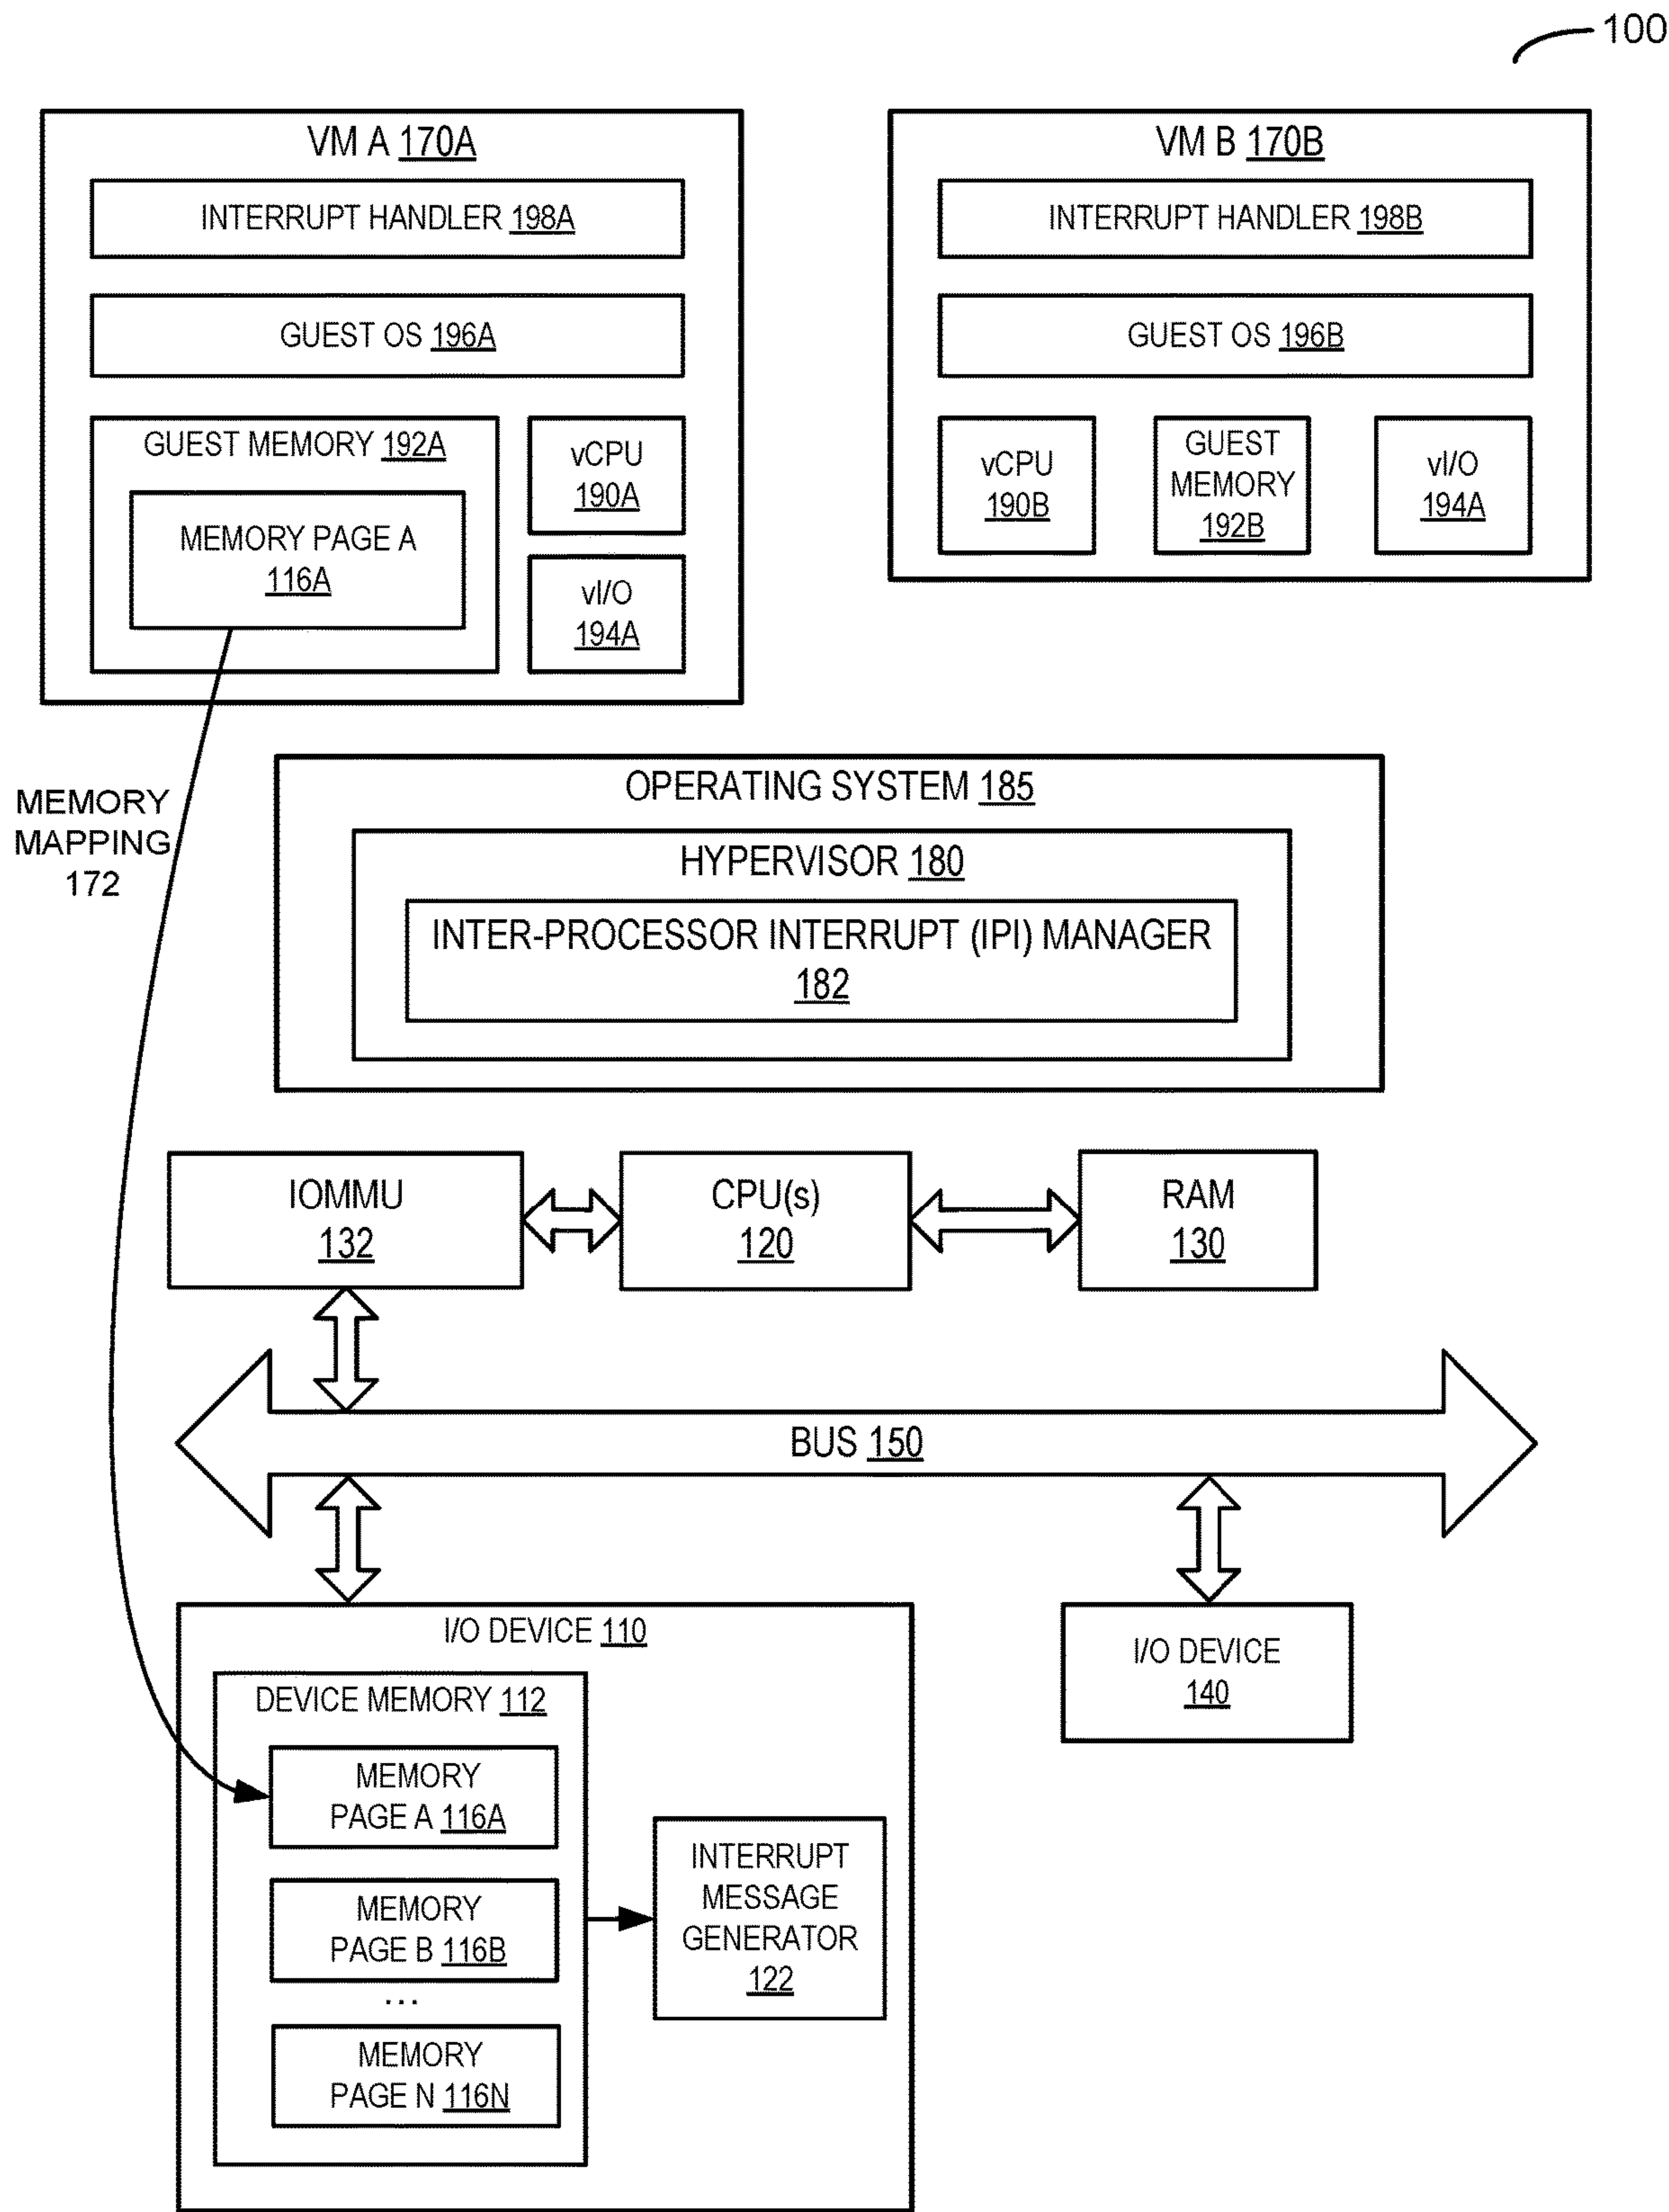 100
VM A 170A
INTERRUPT HANDLER 198A
GUEST OS 196A
GUEST MEMORY 192A
MEMORY PAGE A
116A
vCPU
190A
vI/O
194A
VM B 170B
INTERRUPT HANDLER 198B
GUEST OS 196B
vCPU
190B
GUEST
MEMORY
192B
vI/O
194A
MEMORY
MAPPING
172
OPERATING SYSTEM 185
HYPERVISOR 180
INTER-PROCESSOR INTERRUPT (IPI) MANAGER
182
IOMMU
132
CPU(s)
120
RAM
130
BUS 150
I/O DEVICE 110
DEVICE MEMORY 112
MEMORY
PAGE A 116A
MEMORY
PAGE B 116B
...
MEMORY
PAGE N 116N
INTERRUPT
MESSAGE
GENERATOR
122
I/O DEVICE
140